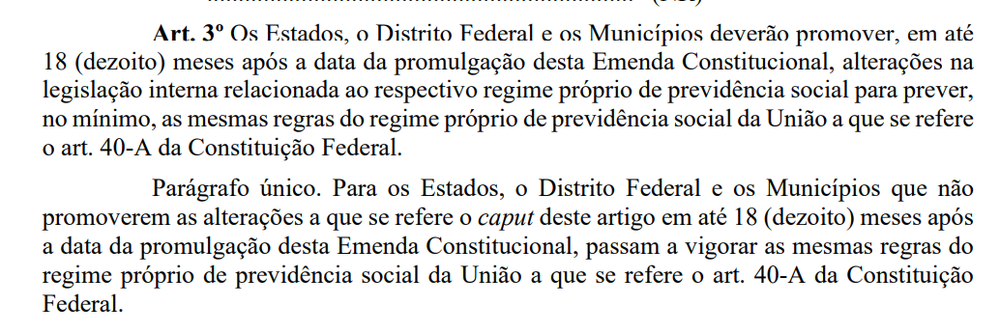 Art. 3º Os Estados, o Distrito Federal e os Municípios deverão promover, em até
18 (dezoito) meses após a data da promulgação desta Emenda Constitucional, alterações na
legislação interna relacionada ao respectivo regime próprio de previdência social para prever,
no mínimo, as mesmas regras do regime próprio de previdência social da União a que se refere
o art. 40-A da Constituição Federal.
Parágrafo único. Para os Estados, o Distrito Federal e os Municípios que não
promoverem as alterações a que se refere o caput deste artigo em até 18 (dezoito) meses após
a data da promulgação desta Emenda Constitucional, passam a vigorar as mesmas regras do
regime próprio de previdência social da União a que se refere o art. 40-A da Constituição
Federal.